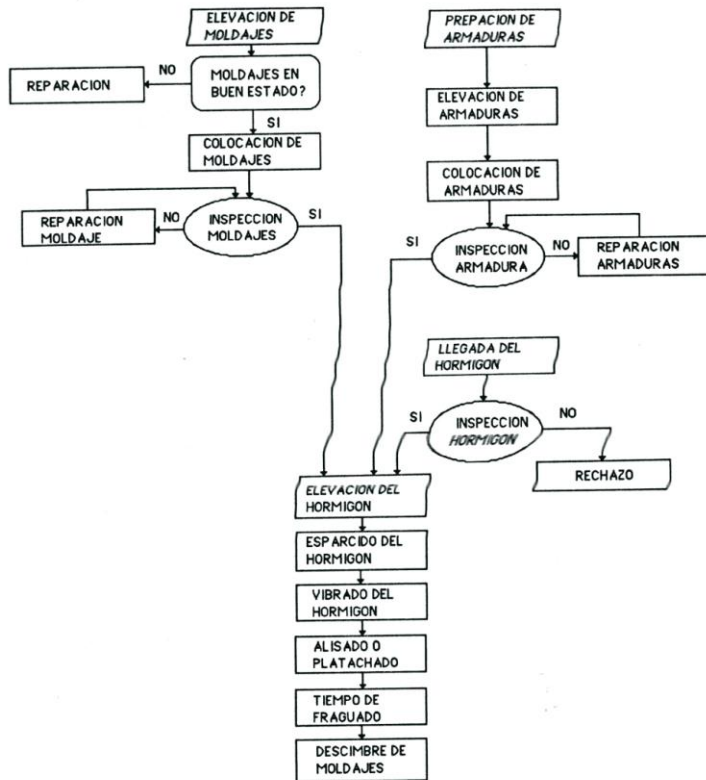 ELEVACION DE
MOLDAJES
MOLDAJES EN
BUEN ESTADO?
NO
REPARACION
SI
COLOCACION DE
MOLDAJES
INSPECCION
MOLDAJES
NO
REPARACION
MOLDAJE
SI
PREPACION DE
ARMADURAS
ELEVACION DE
ARMADURAS
COLOCACION DE
ARMADURAS
INSPECCION
ARMADURA
SI
NO
REPARACION
ARMADURAS
LLEGADA DEL
HORMIGON
INSPECCION
HORMIGON
SI
NO
RECHAZO
ELEVACION DEL
HORMIGON
ESPARCIDO DEL
HORMIGON
VIBRADO DEL
HORMIGON
ALISADO O
PLATACHADO
TIEMPO DE
FRAGUADO
DESCIMBRE DE
MOLDAJES